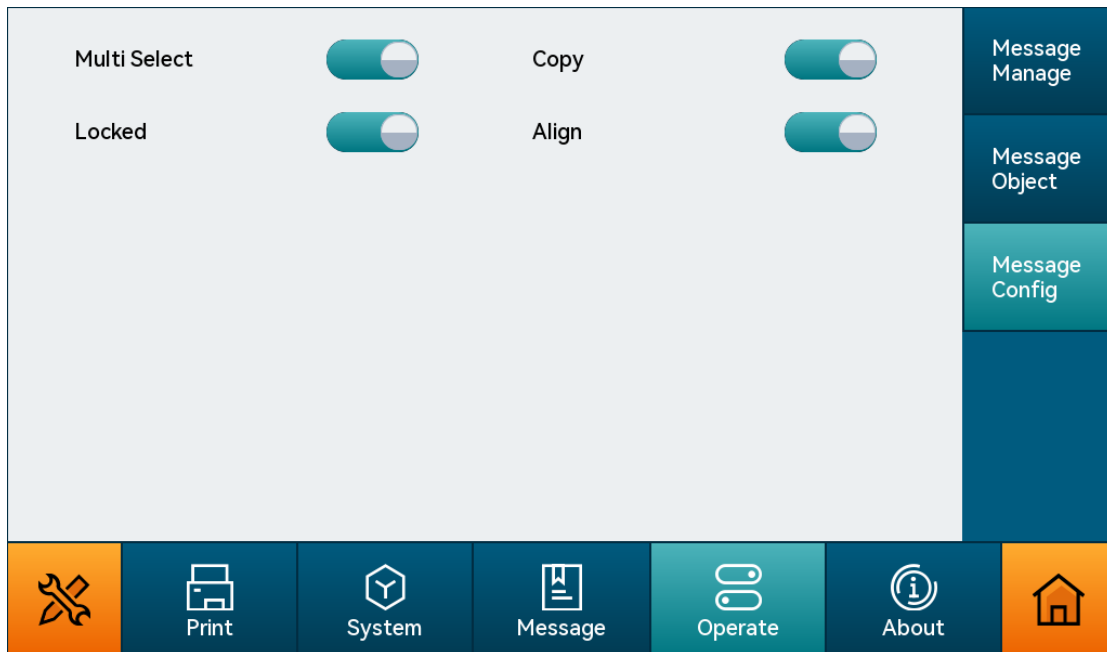 Multi Select
Copy
Locked
Align
Message
Manage
Message
Object
Message
Config
Print
System
Message
Operate
About